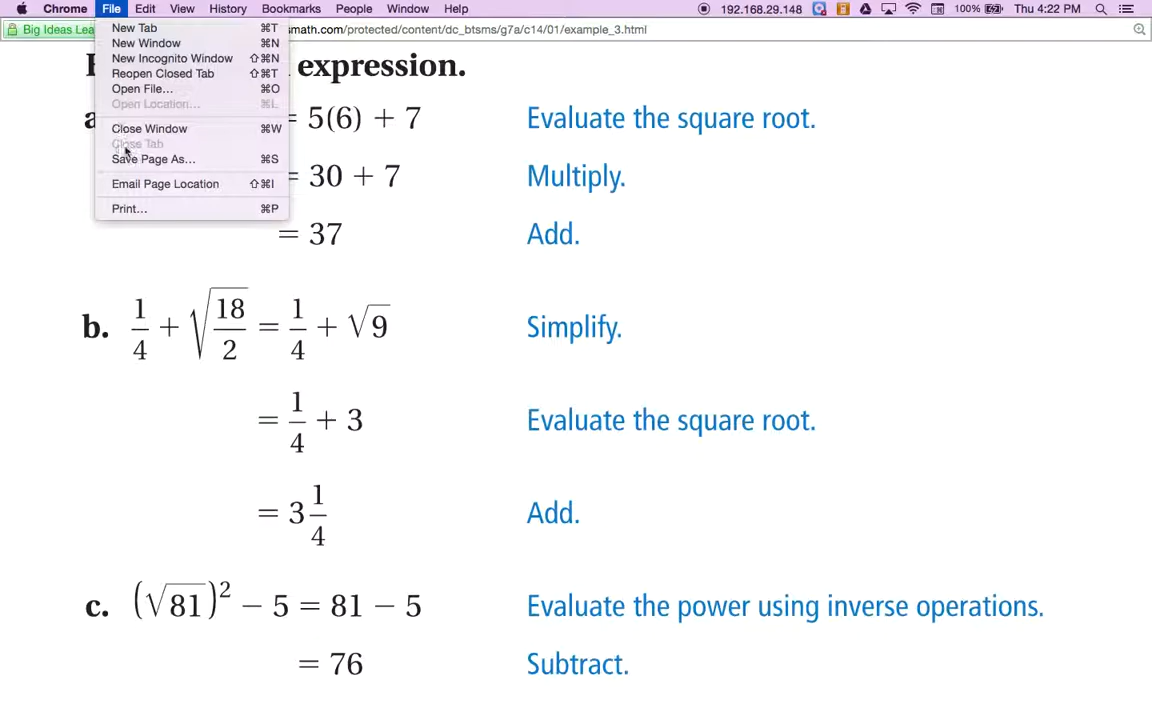 Chrome File Edit View History Bookmarks People Window Help 192.168.29.148 100% Thu 4:22 PM
Big Ideas Lea smath.com/protected/content/dc_btsms/g7a/c14/01/example_3.html
New Tab ⌘T
New Window ⌘N
New Incognito Window ⇧⌘N
Reopen Closed Tab ⇧⌘T
Open File... ⌘O
Open Location... ⌘L
Close Window ⌘W
Close Tab
Save Page As... ⌘S
Email Page Location ⇧⌘I
Print... ⌘P
expression.
a = 5(6) + 7 Evaluate the square root.
= 30 + 7 Multiply.
= 37 Add.
b. 1/4 + √(18/2) = 1/4 + √9 Simplify.
= 1/4 + 3 Evaluate the square root.
= 3 1/4 Add.
c. (√81)² − 5 = 81 − 5 Evaluate the power using inverse operations.
= 76 Subtract.